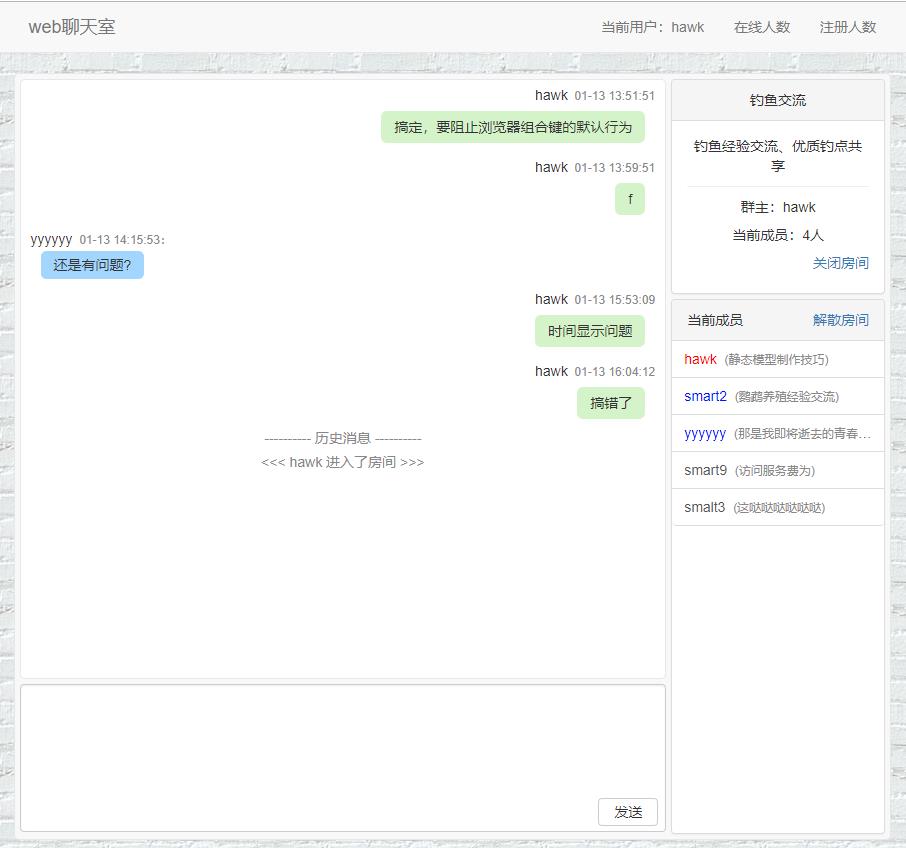 web聊天室
当前用户：hawk 在线人数 注册人数
hawk 01-13 13:51:51
搞定，要阻止浏览器组合键的默认行为
hawk 01-13 13:59:51
f
yyyyyy 01-13 14:15:53：
还是有问题?
hawk 01-13 15:53:09
时间显示问题
hawk 01-13 16:04:12
搞错了
---------- 历史消息 ----------
<<< hawk 进入了房间 >>>
发送
钓鱼交流
钓鱼经验交流、优质钓点共
享
群主：hawk
当前成员：4人
关闭房间
当前成员 解散房间
hawk (静态模型制作技巧)
smart2 (鹦鹉养殖经验交流)
yyyyyy (那是我即将逝去的青春…
smart9 (访问服务费为)
smalt3 (这哒哒哒哒哒哒)